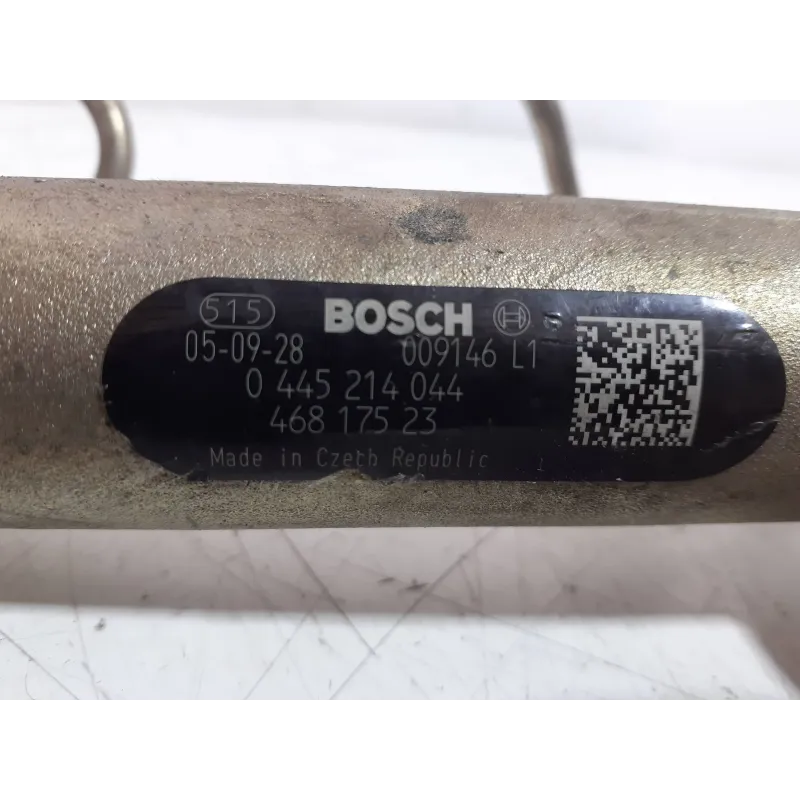 515 BOSCH
05-09-28 009146 L1
0 445 214 044
468 175 23
Made in Czech Republic